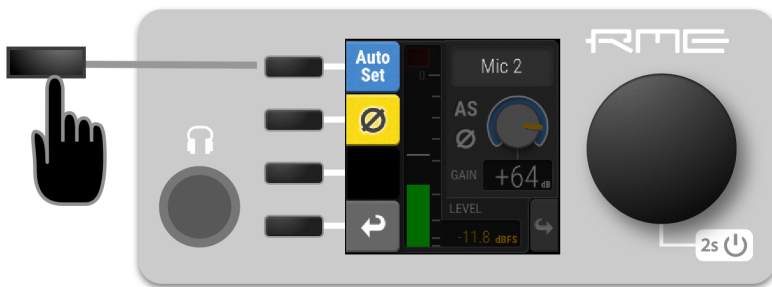 RME
Auto
Set
0
Mic 2
AS
Ø
Ø
GAIN
+64 dB
LEVEL
-11.8 dBFS
2s